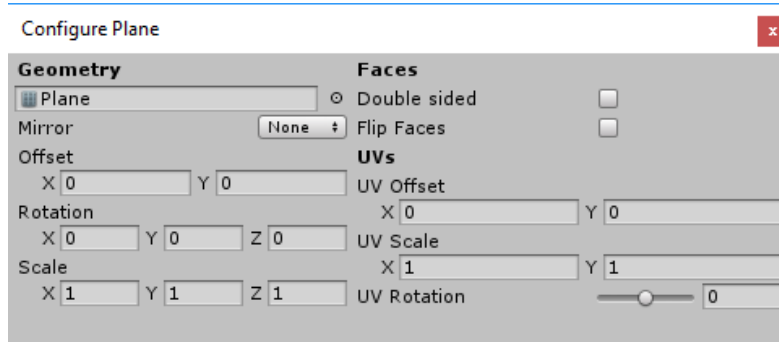 Configure Plane
x
Geometry
Plane
Mirror None
Offset
X 0 Y 0
Rotation
X 0 Y 0 Z 0
Scale
X 1 Y 1 Z 1
Faces
Double sided
Flip Faces
UVs
UV Offset
X 0 Y 0
UV Scale
X 1 Y 1
UV Rotation 0